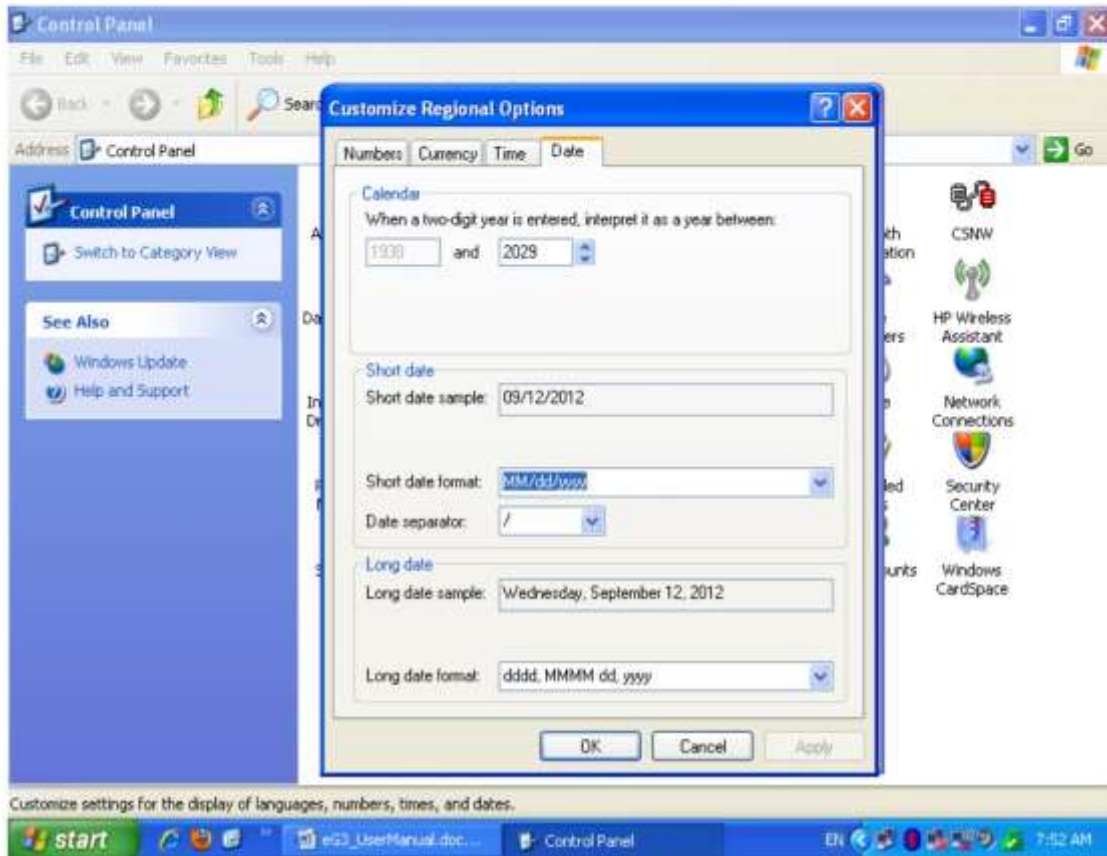 Control Panel
File Edit View Favorites Tools Help
Back Search
Address Control Panel Go
Control Panel
Switch to Category View
See Also
Windows Update
Help and Support
Customize Regional Options
Numbers Currency Time Date
Calendar
When a two-digit year is entered, interpret it as a year between:
and 2029
Short date
Short date sample: 09/12/2012
Short date format: MM/dd/yyyy
Date separator: /
Long date
Long date sample: Wednesday, September 12, 2012
Long date format: dddd, MMMM dd, yyyy
OK Cancel Apply
CSNW
HP Wireless
Assistant
Network
Connections
Security
Center
Windows
CardSpace
Customize settings for the display of languages, numbers, times, and dates.
start eG3_UserManual.doc.... Control Panel EN 7:52 AM